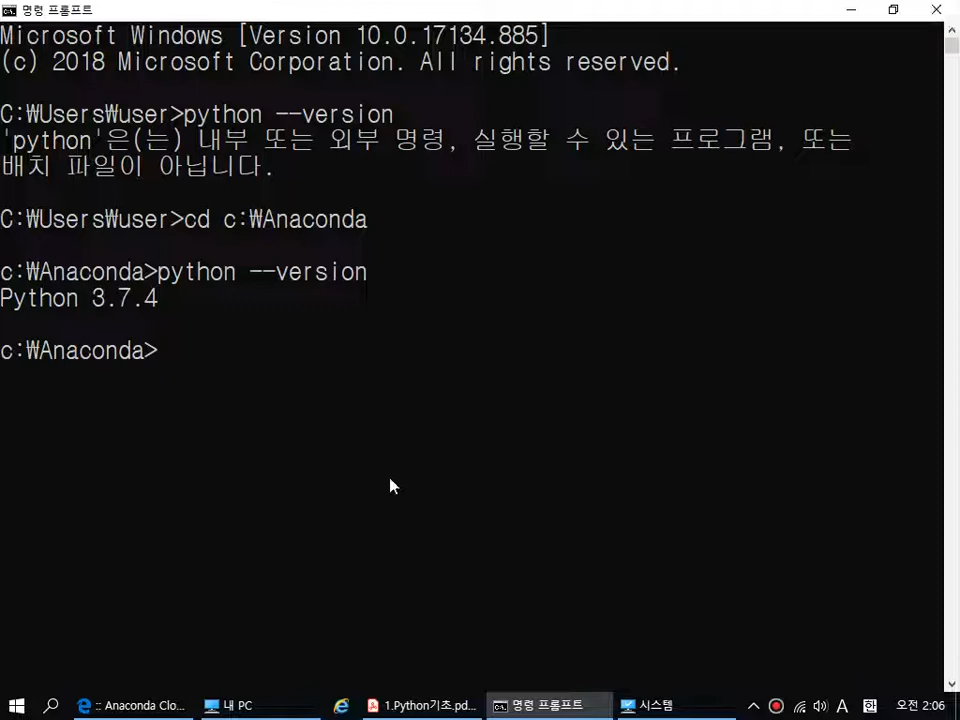 명령 프롬프트
Microsoft Windows [Version 10.0.17134.885]
(c) 2018 Microsoft Corporation. All rights reserved.
C:₩Users₩user>python --version
'python'은(는) 내부 또는 외부 명령, 실행할 수 있는 프로그램, 또는
배치 파일이 아닙니다.
C:₩Users₩user>cd c:₩Anaconda
c:₩Anaconda>python --version
Python 3.7.4
c:₩Anaconda>
:: Anaconda Clo... 내 PC 1.Python기초.pd... 명령 프롬프트 시스템 A 한 오전 2:06